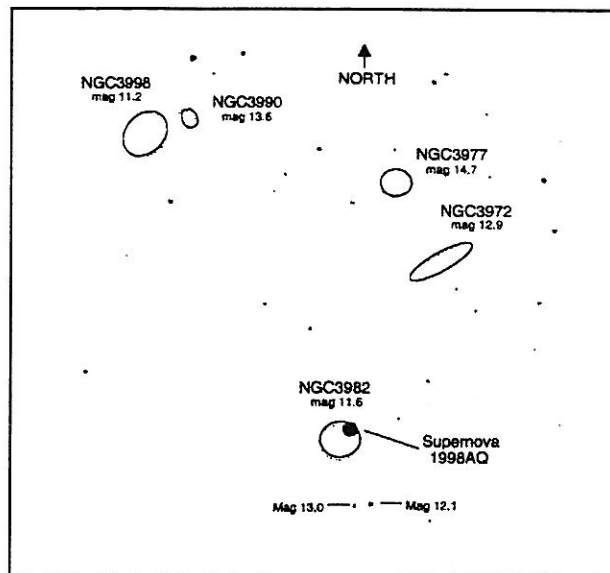 NORTH
NGC3998
mag 11.2
NGC3990
mag 13.6
NGC3977
mag 14.7
NGC3972
mag 12.9
NGC3982
mag 11.6
Supernova
1998AQ
Mag 13.0
Mag 12.1